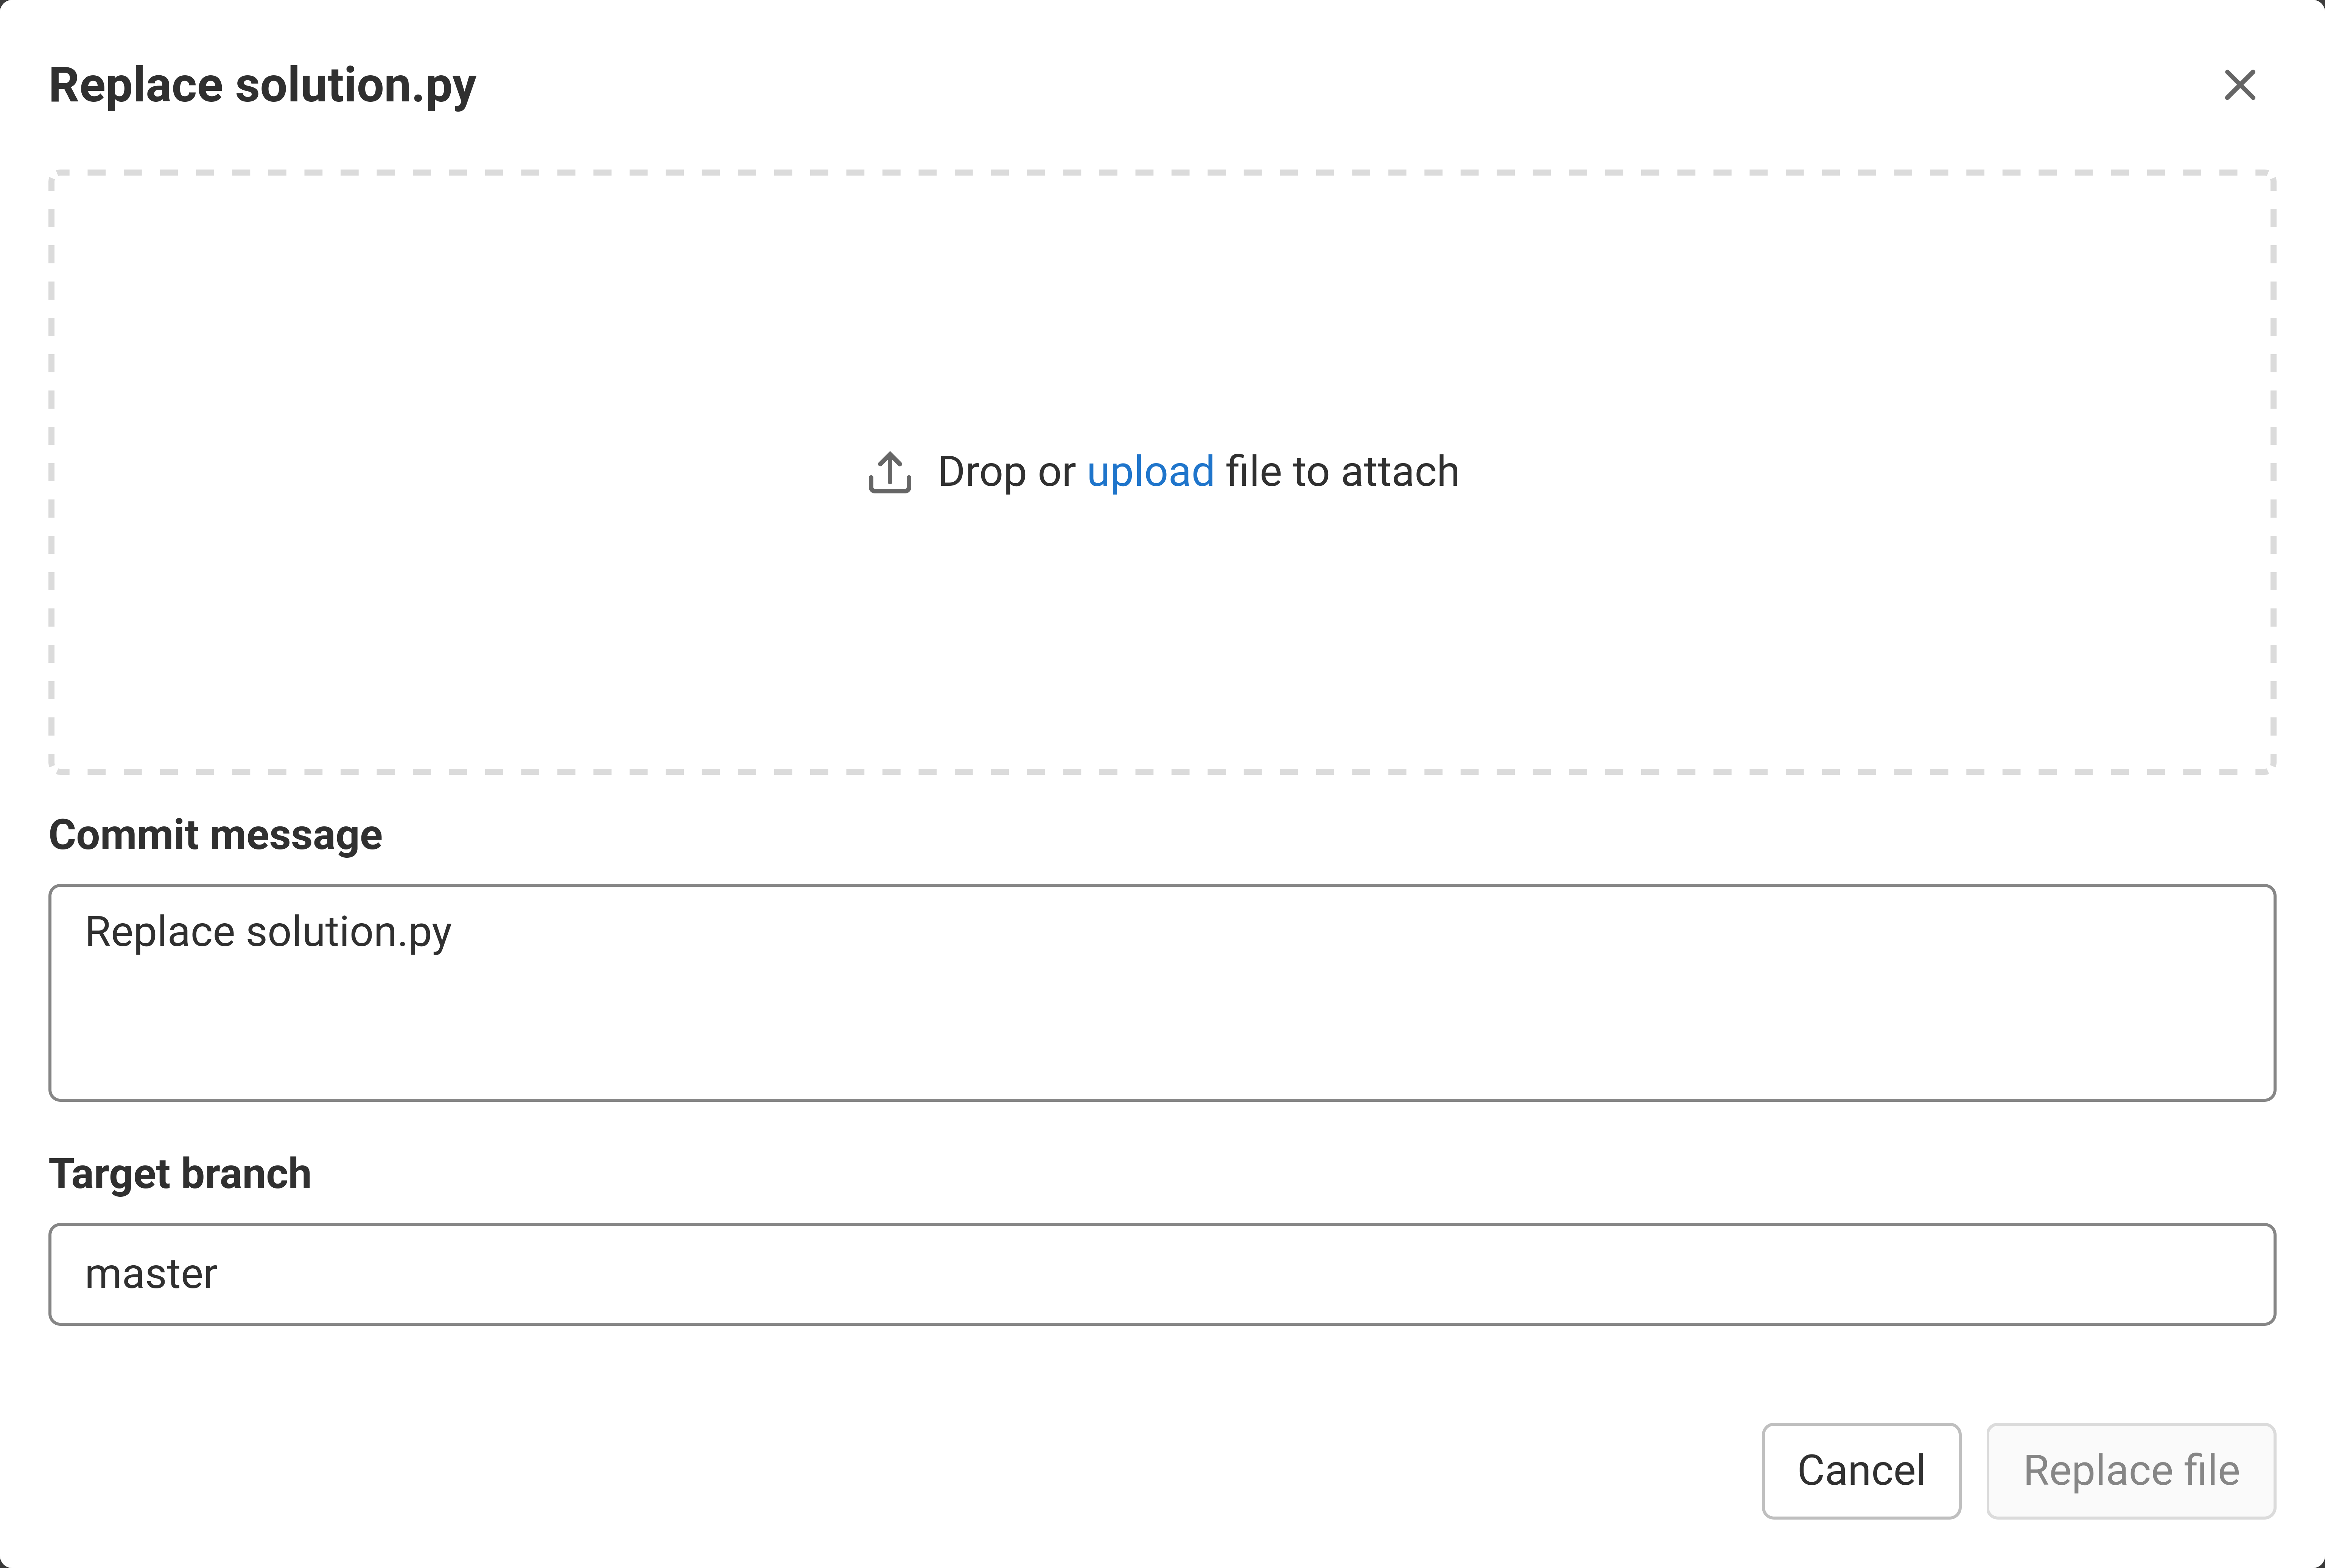 Replace solution.py
Drop or upload file to attach
Commit message
Replace solution.py
Target branch
master
Cancel
Replace file